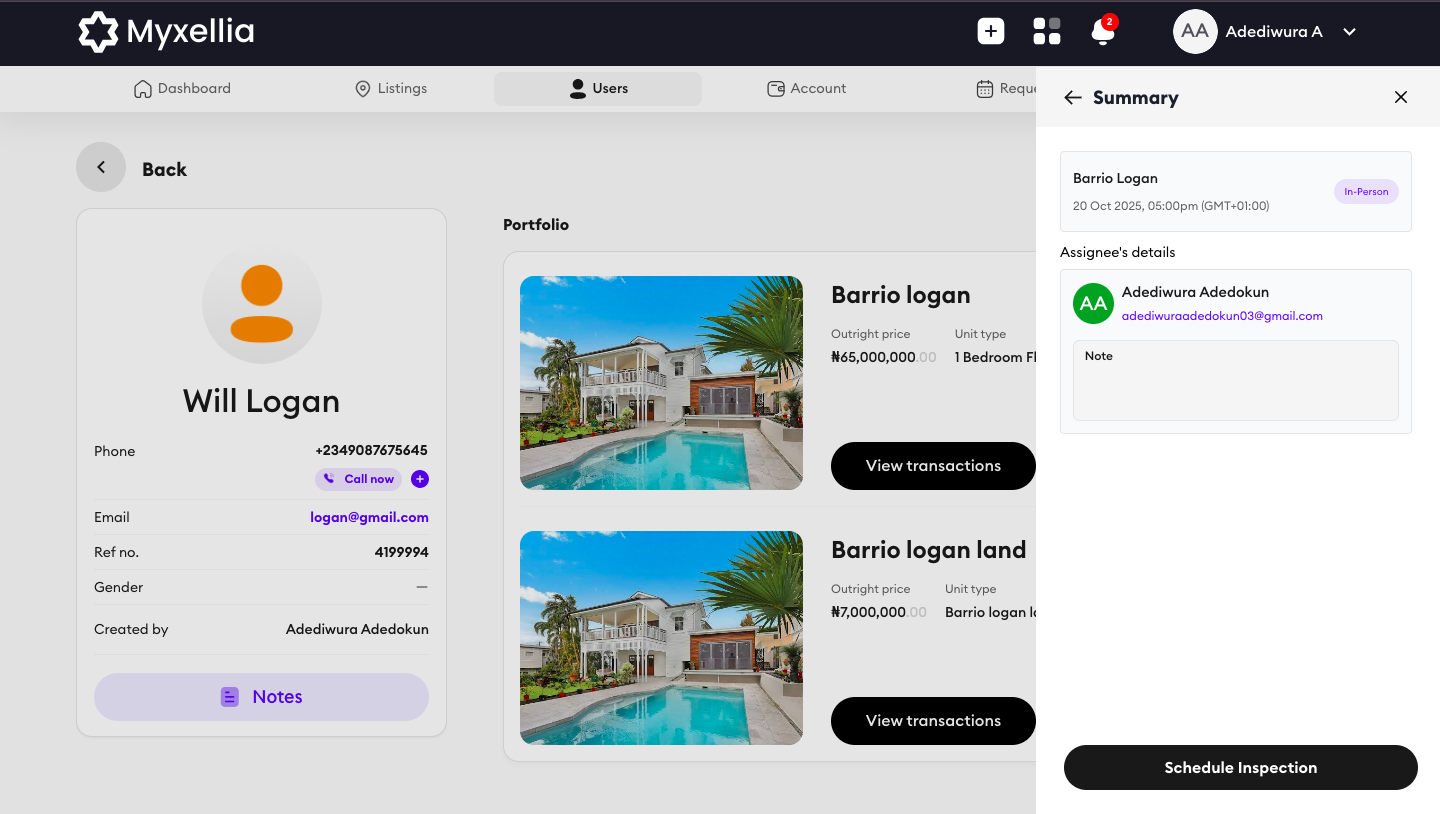 Myxellia
2
AA
Adediwura A
Dashboard
Listings
Users
Account
Back
Will Logan
Phone
+2349087675645
Call now
Email
logan@gmail.com
Ref no.
4199994
Gender
—
Created by
Adediwura Adedokun
Notes
Portfolio
Barrio logan
Outright price
Unit type
₦65,000,000.00
1 Bedroom
View transactions
Barrio logan land
Outright price
Unit type
₦7,000,000.00
Barrio logan
View transactions
Summary
Barrio Logan
20 Oct 2025, 05:00pm (GMT+01:00)
In-Person
Assignee's details
AA
Adediwura Adedokun
adediwuraadedokun03@gmail.com
Note
Schedule Inspection